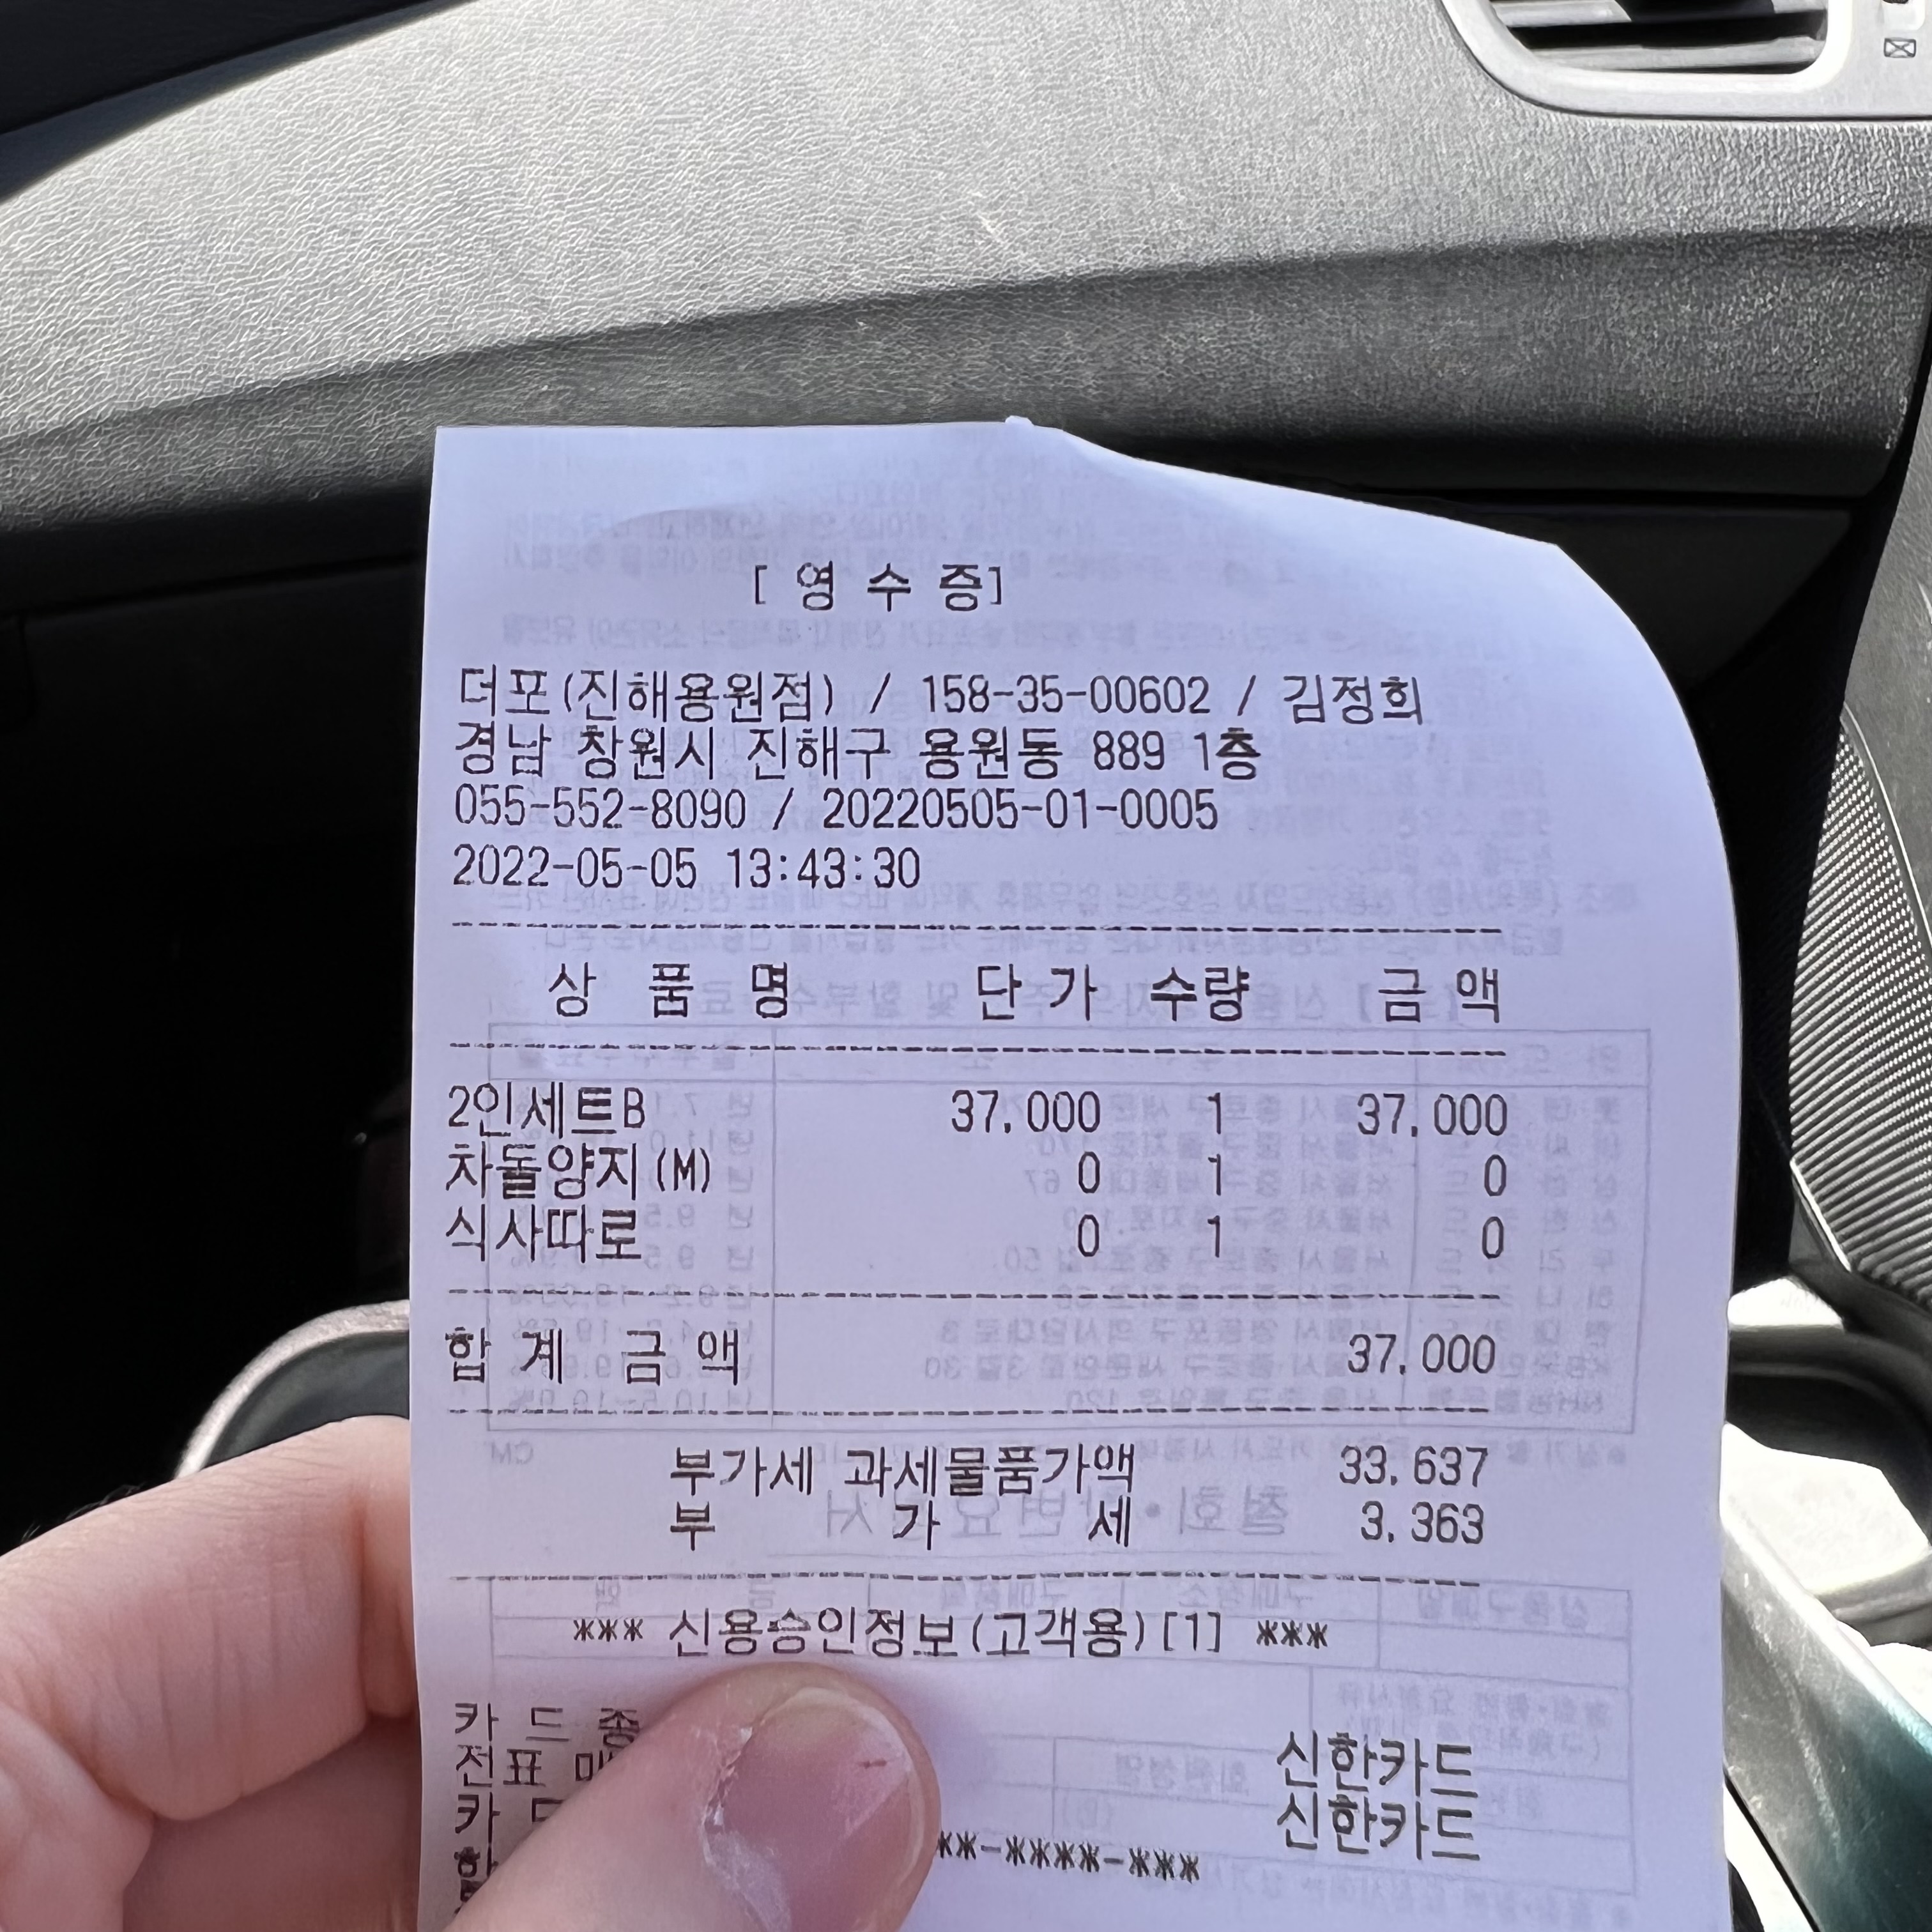 [ 영 수 증]
더포(진해용원점) / 158-35-00602 / 김정희
경남 창원시 진해구 용원동 889 1층
055-552-8090 / 20220505-01-0005
2022-05-05 13:43:30
상 품 명 단 가 수량 금 액
2인세트B 37,000 1 37,000
차돌양지(M) 0 1 0
식사따로 0 1 0
합 계 금 액 37,000
부가세 과세물품가액 33,637
부 가 세 3,363
*** 신용승인정보(고객용)[1] ***
카 드 종 신한카드
전표 매 신한카드
카 드 **-****-***